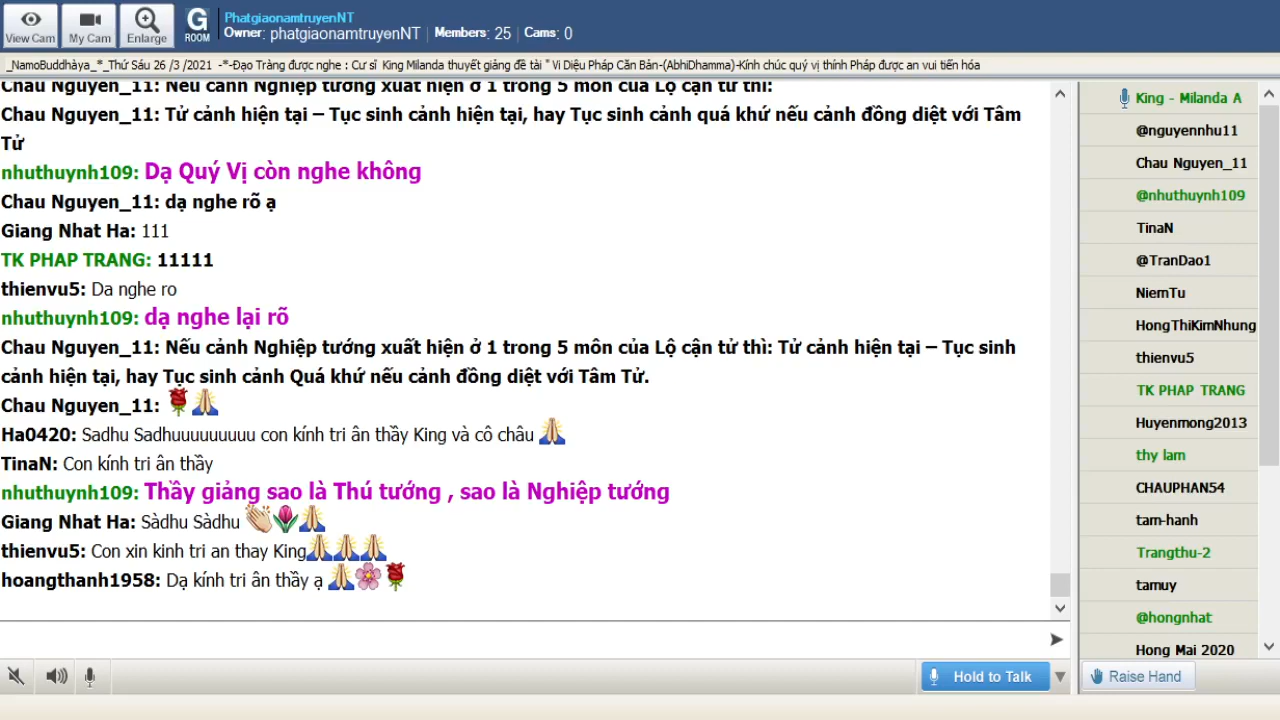 View Cam
My Cam
Enlarge
G
ROOM
PhatgiaonamtruyenNT
Owner: phatgiaonamtruyenNT | Members: 25 | Cams: 0
_NamoBuddhàya_*_Thứ Sáu 26 /3 /2021 -*-Đạo Tràng được nghe : Cư sĩ King Milanda thuyết giảng đề tài " Vi Diệu Pháp Căn Bản-(AbhiDhamma)-Kính chúc quý vị thính Pháp được an vui tiến hóa
Chau Nguyen_11: Nếu cảnh Nghiệp tướng xuất hiện ở 1 trong 5 môn của Lộ cận tử thì:
Chau Nguyen_11: Tử cảnh hiện tại – Tục sinh cảnh hiện tại, hay Tục sinh cảnh quá khứ nếu cảnh đồng diệt với Tâm
Tử
nhuthuynh109: Dạ Quý Vị còn nghe không
Chau Nguyen_11: dạ nghe rõ ạ
Giang Nhat Ha: 111
TK PHAP TRANG: 11111
thienvu5: Da nghe ro
nhuthuynh109: dạ nghe lại rõ
Chau Nguyen_11: Nếu cảnh Nghiệp tướng xuất hiện ở 1 trong 5 môn của Lộ cận tử thì: Tử cảnh hiện tại – Tục sinh
cảnh hiện tại, hay Tục sinh cảnh Quá khứ nếu cảnh đồng diệt với Tâm Tử.
Chau Nguyen_11: 🌹🙏
Ha0420: Sadhu Sadhuuuuuuuuu con kính tri ân thầy King và cô châu 🙏
TinaN: Con kính tri ân thầy
nhuthuynh109: Thầy giảng sao là Thú tướng , sao là Nghiệp tướng
Giang Nhat Ha: Sàdhu Sàdhu 👏🌷🙏
thienvu5: Con xin kinh tri an thay King🙏🙏🙏
hoangthanh1958: Dạ kính tri ân thầy ạ 🙏🌸🌹
King - Milanda A
@nguyennhu11
Chau Nguyen_11
@nhuthuynh109
TinaN
@TranDao1
NiemTu
HongThiKimNhung
thienvu5
TK PHAP TRANG
Huyenmong2013
thy lam
CHAUPHAN54
tam-hanh
Trangthu-2
tamuy
@hongnhat
Hong Mai 2020
Hold to Talk
Raise Hand